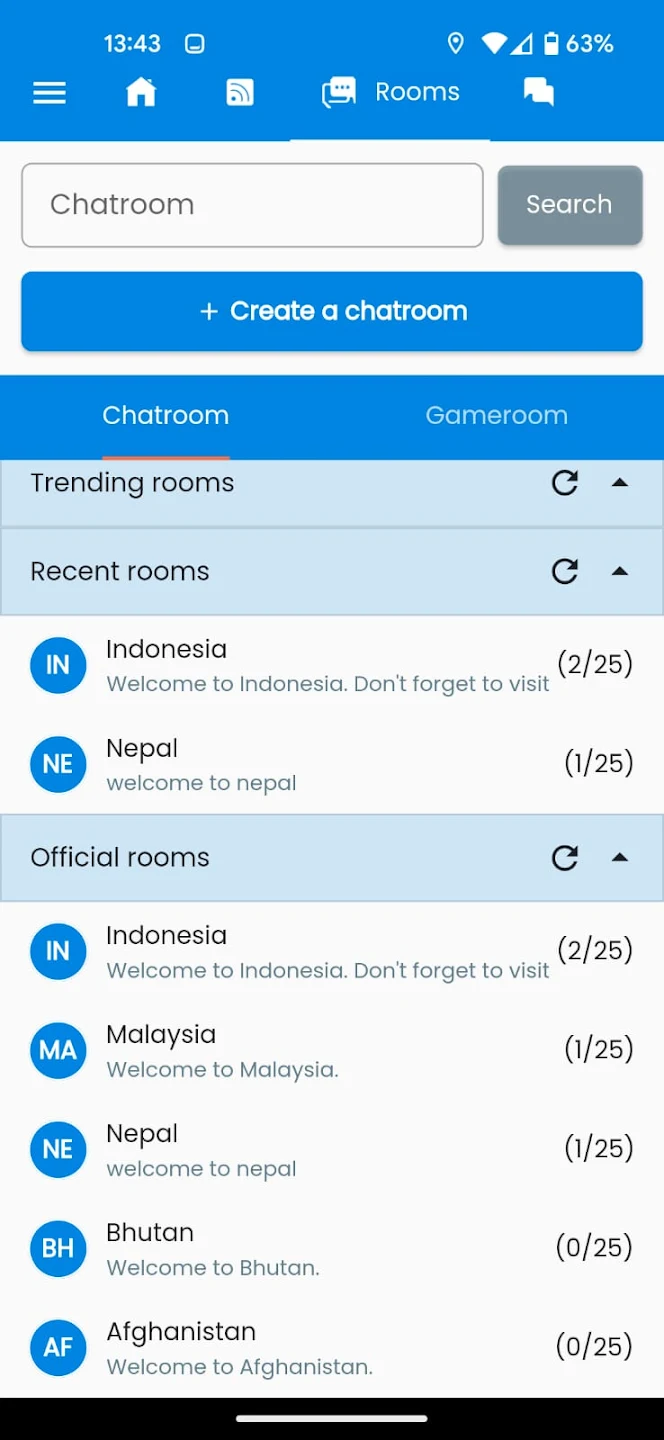 13:43
63%
Rooms
Chatroom
Search
+ Create a chatroom
Chatroom
Gameroom
Trending rooms
Recent rooms
IN
Indonesia
(2/25)
Welcome to Indonesia. Don't forget to visit
NE
Nepal
(1/25)
welcome to nepal
Official rooms
IN
Indonesia
(2/25)
Welcome to Indonesia. Don't forget to visit
MA
Malaysia
(1/25)
Welcome to Malaysia.
NE
Nepal
(1/25)
welcome to nepal
BH
Bhutan
(0/25)
Welcome to Bhutan.
AF
Afghanistan
(0/25)
Welcome to Afghanistan.